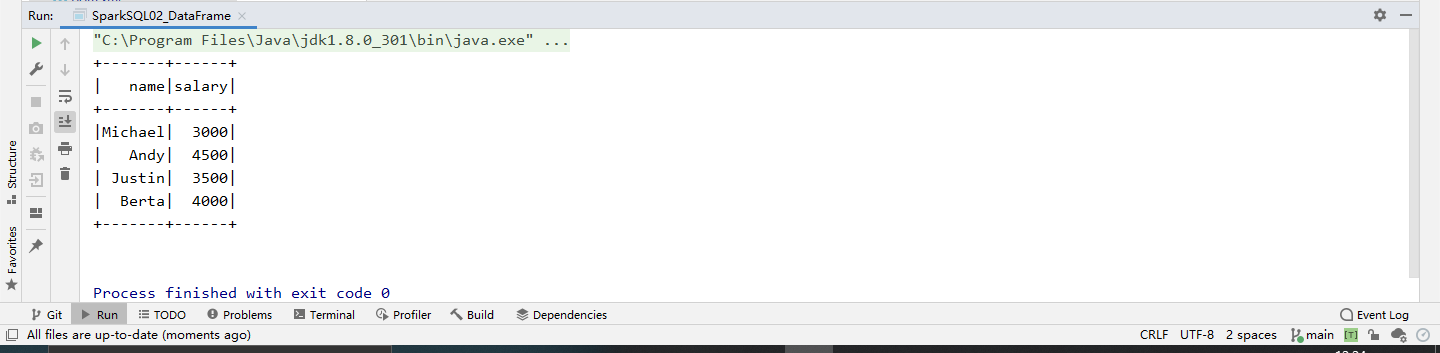 Run: SparkSQL02_DataFrame
"C:\Program Files\Java\jdk1.8.0_301\bin\java.exe" ...
+-------+------+
|   name|salary|
+-------+------+
|Michael|  3000|
|   Andy|  4500|
| Justin|  3500|
|  Berta|  4000|
+-------+------+
Process finished with exit code 0
Structure
Favorites
Git Run TODO Problems Terminal Profiler Build Dependencies Event Log
All files are up-to-date (moments ago) CRLF UTF-8 2 spaces main [T]